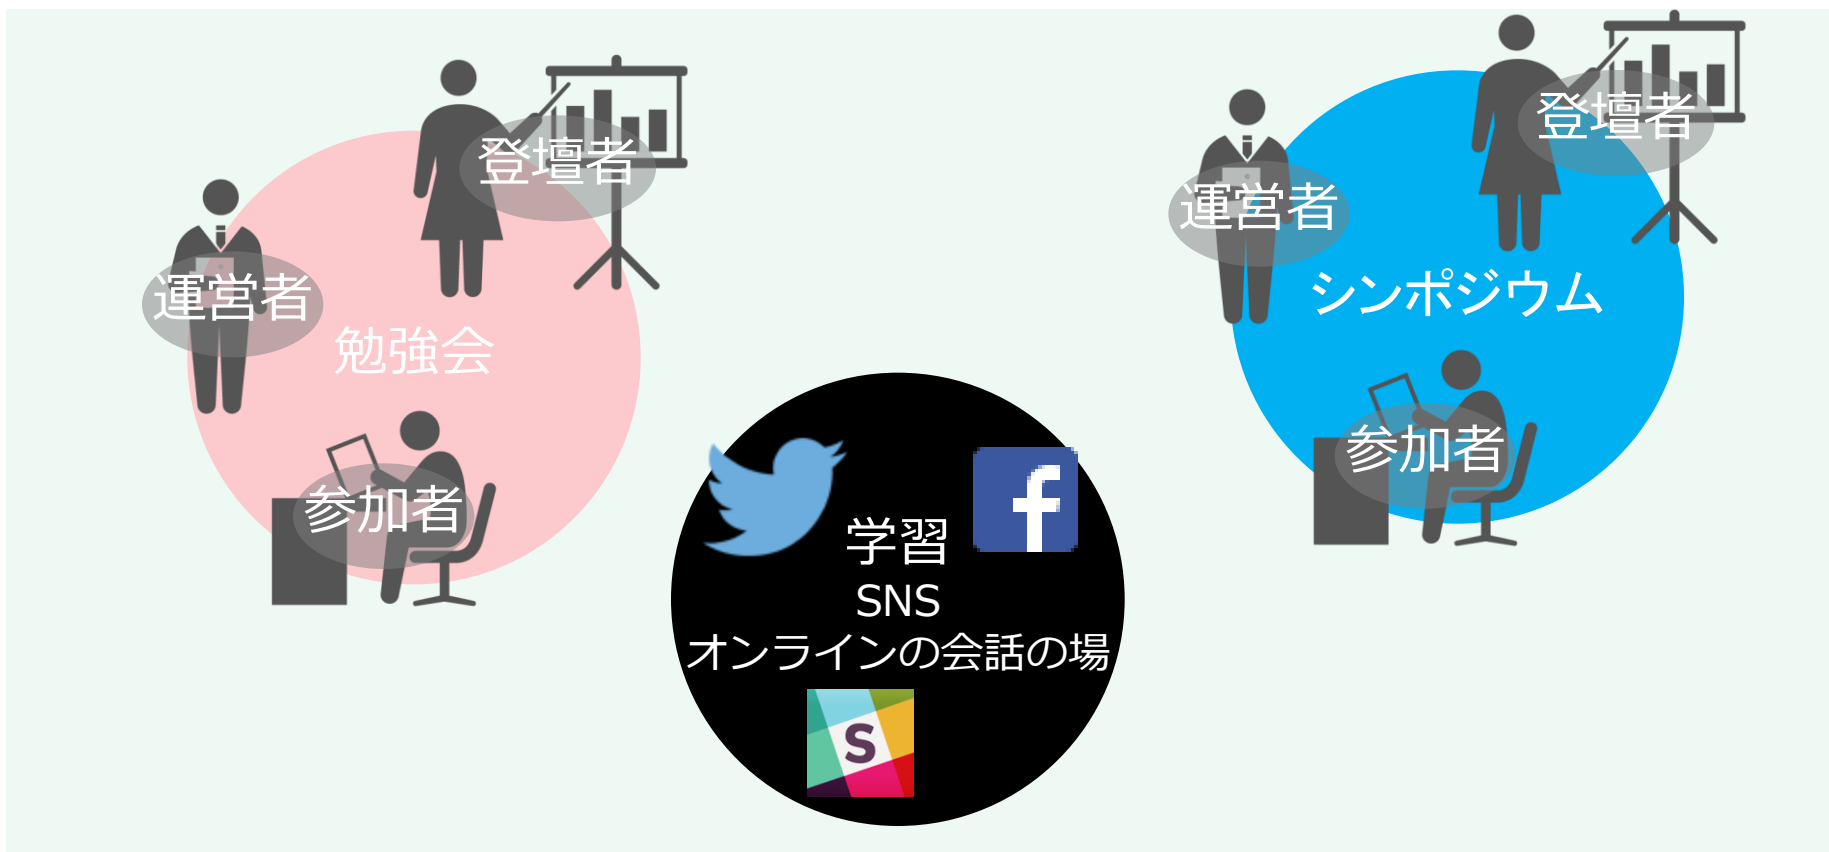 登壇者
運営者
勉強会
参加者
登壇者
運営者
シンポジウム
参加者
学習
SNS
オンラインの会話の場
S